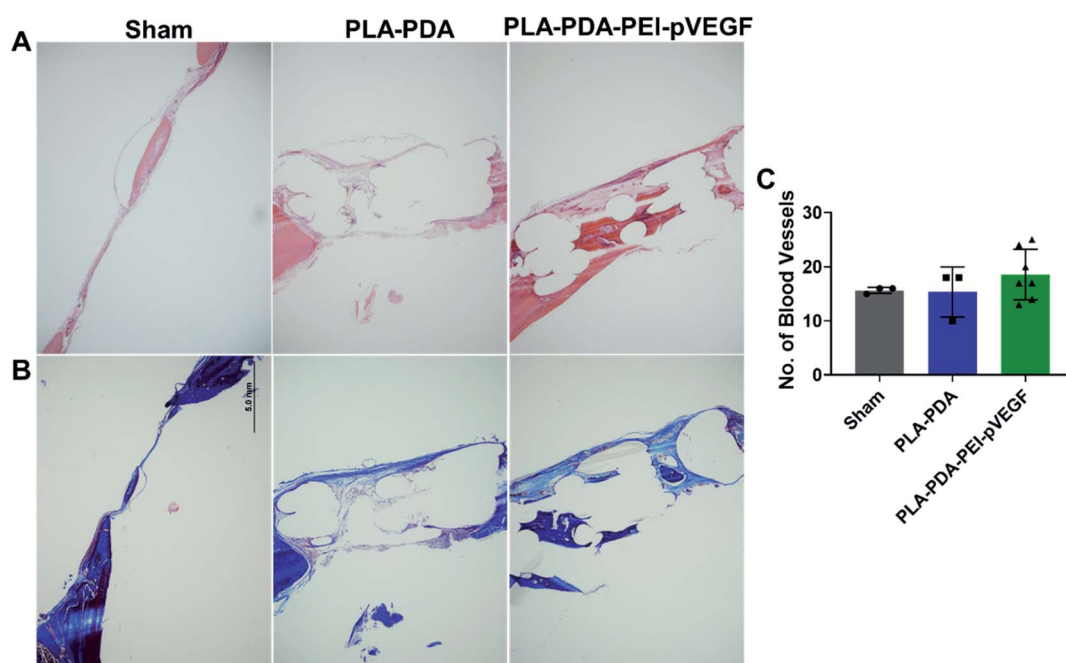 Sham
PLA-PDA
PLA-PDA-PEI-pVEGF
A
B
5.0 mm
C
No. of Blood Vessels
30
20
10
0
Sham
PLA-PDA
PLA-PDA-PEI-pVEGF